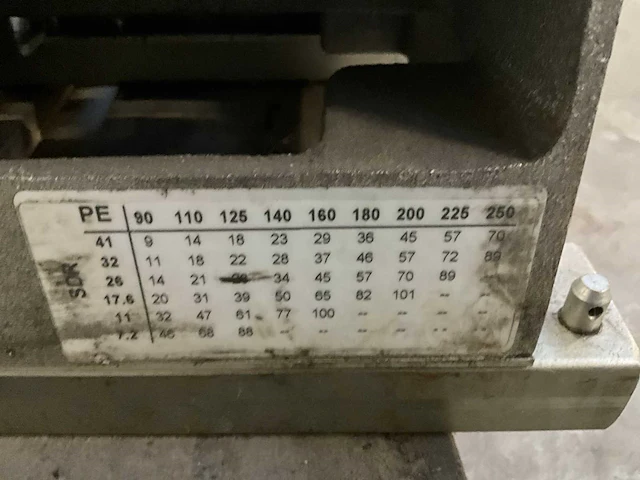 PE 90 110 125 140 160 180 200 225 250
SDR
41 9 14 18 23 29 36 45 57 70
32 11 18 22 28 37 46 57 72 89
26 14 21 34 45 57 70 89
17.6 20 31 39 50 65 82 101 -- --
11 32 47 61 77 100 -- -- -- --
7.2 46 68 88 -- -- -- -- -- --